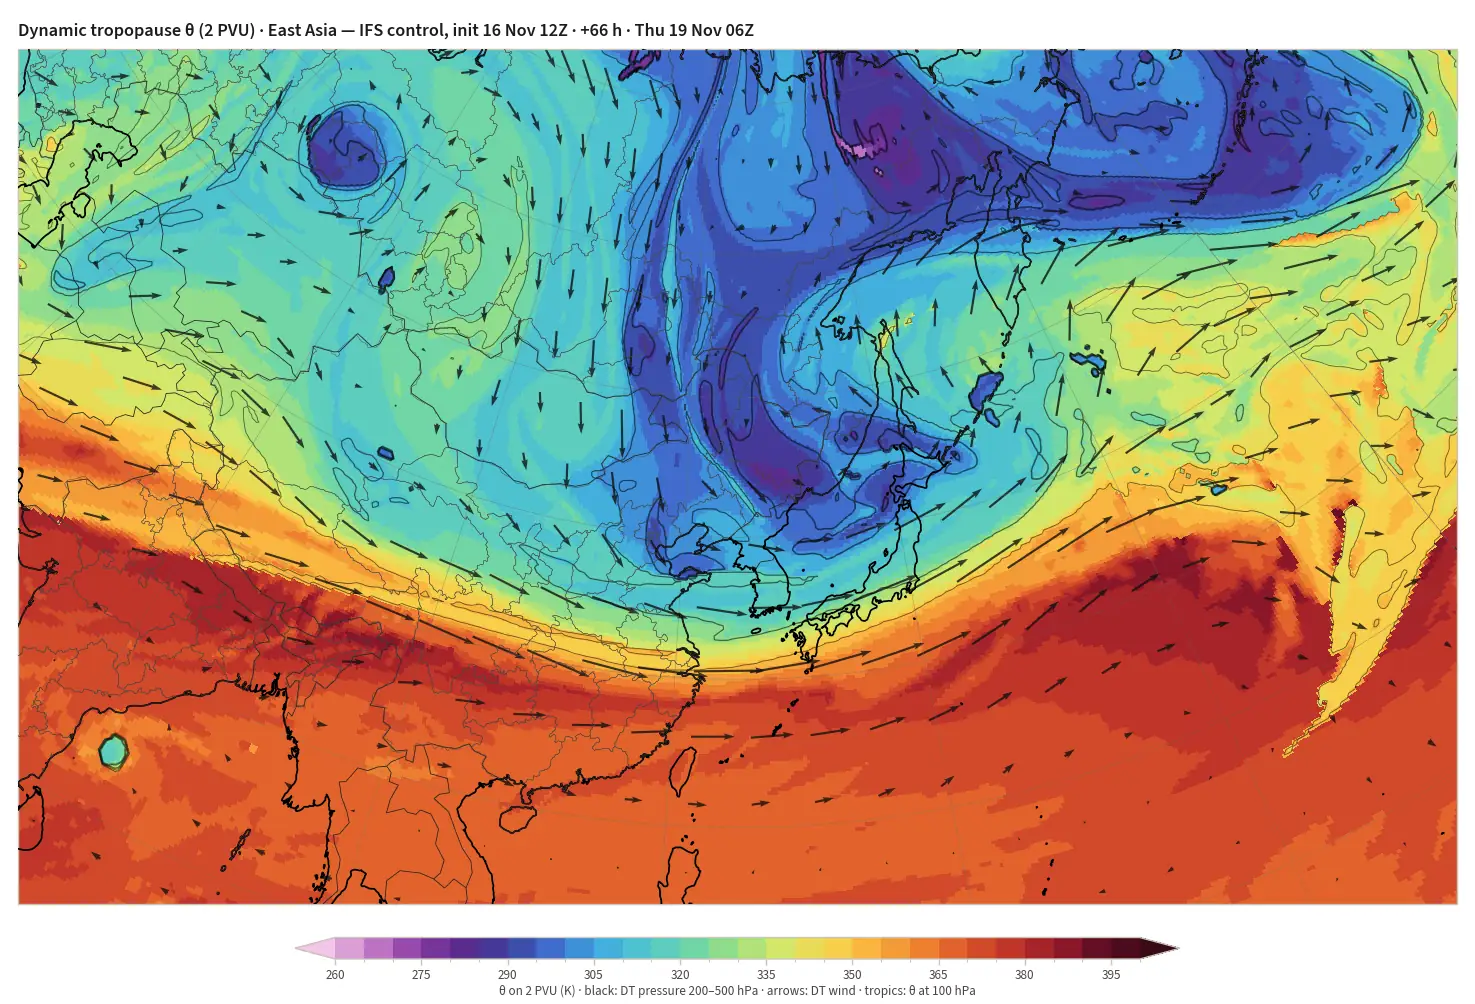 Dynamic tropopause θ (2 PVU) · East Asia — IFS control, init 16 Nov 12Z · +66 h · Thu 19 Nov 06Z
260 275 290 305 320 335 350 365 380 395
θ on 2 PVU (K) · black: DT pressure 200–500 hPa · arrows: DT wind · tropics: θ at 100 hPa